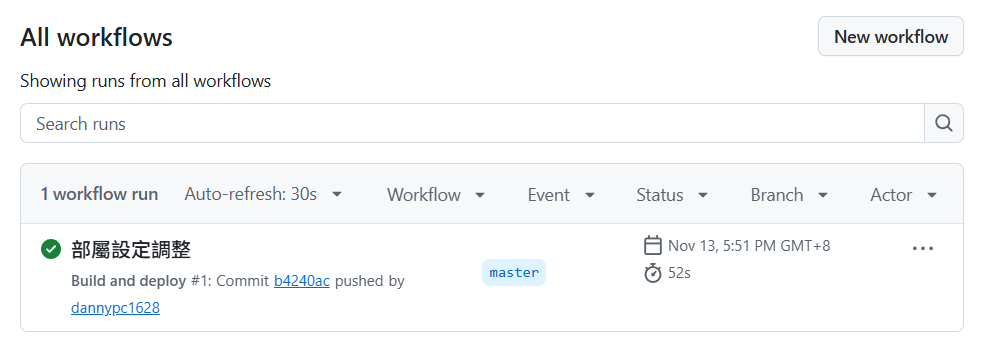 All workflows
New workflow
Showing runs from all workflows
Search runs
1 workflow run Auto-refresh: 30s Workflow Event Status Branch Actor
部屬設定調整
Build and deploy #1: Commit b4240ac pushed by
dannypc1628
master
Nov 13, 5:51 PM GMT+8
52s